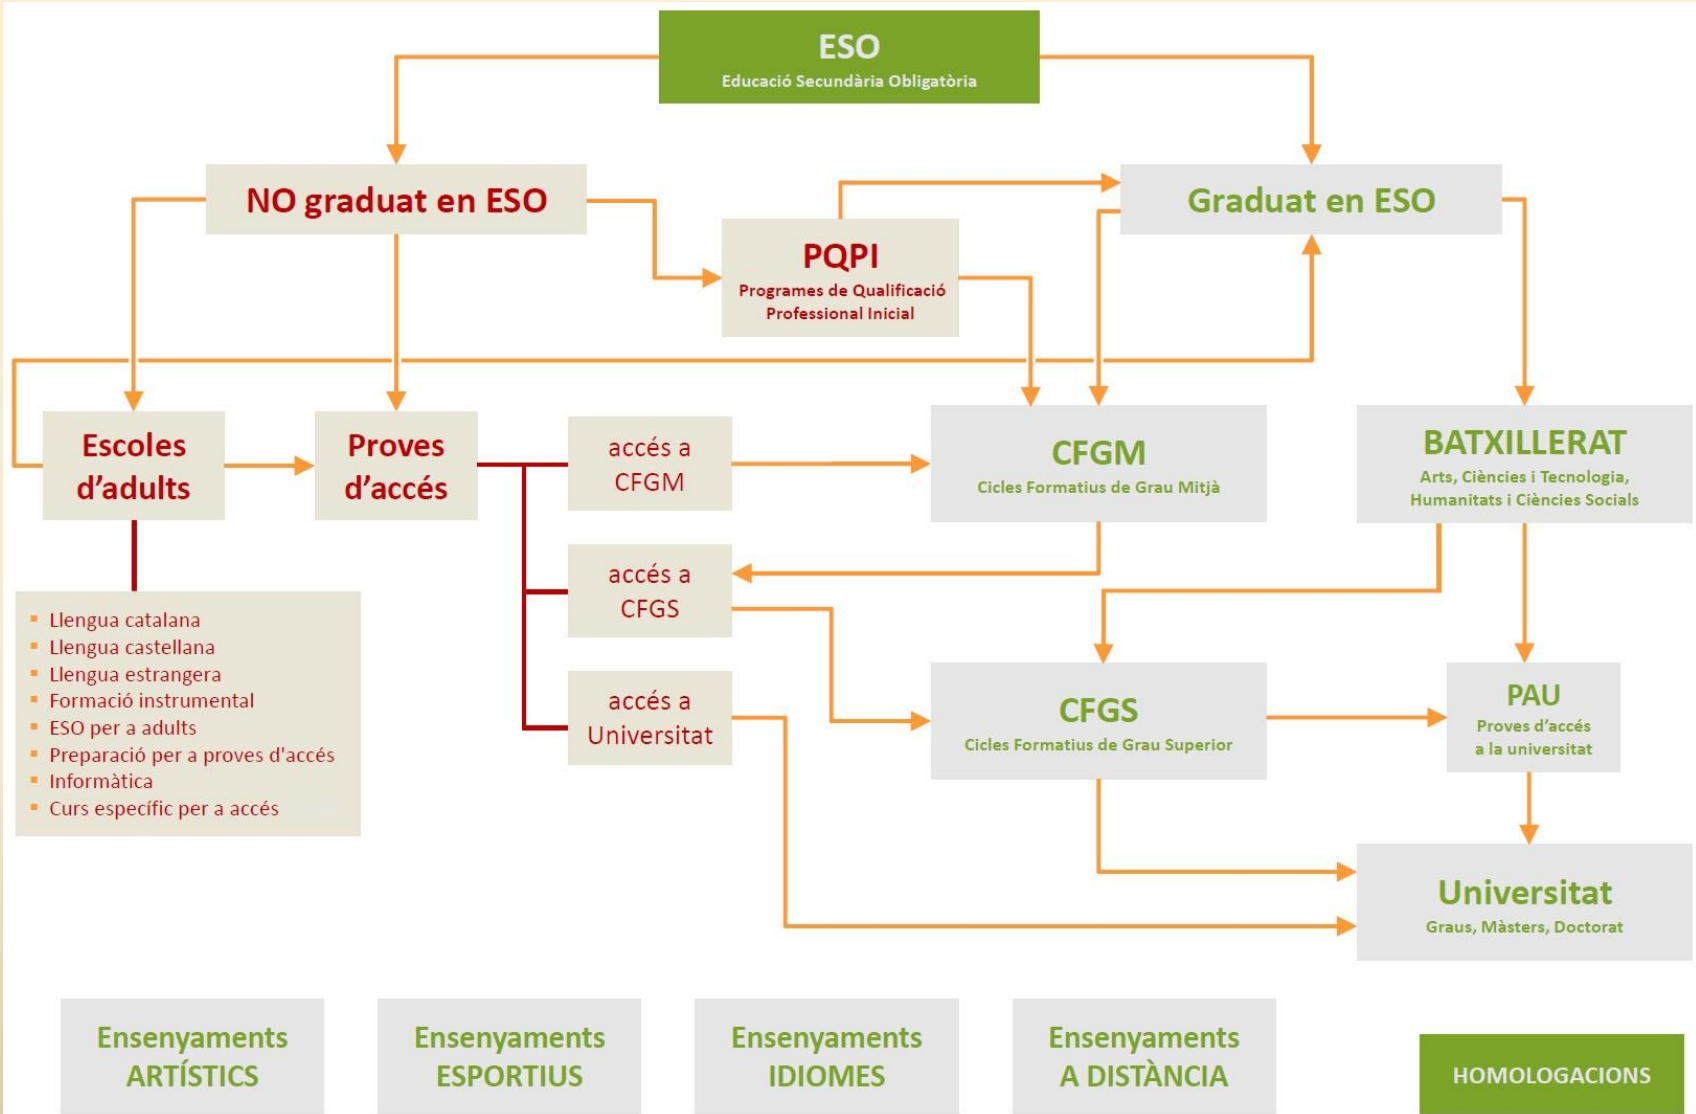 ESO
Educació Secundària Obligatòria
NO graduat en ESO
Graduat en ESO
PQPI
Programes de Qualificació
Professional Inicial
Escoles
d’adults
Proves
d’accés
accés a
CFGM
CFGM
Cicles Formatius de Grau Mitjà
BATXILLERAT
Arts, Ciències i Tecnologia,
Humanitats i Ciències Socials
accés a
CFGS
Llengua catalana
Llengua castellana
Llengua estrangera
Formació instrumental
ESO per a adults
Preparació per a proves d'accés
Informàtica
Curs específic per a accés
accés a
Universitat
CFGS
Cicles Formatius de Grau Superior
PAU
Proves d’accés
a la universitat
Universitat
Graus, Màsters, Doctorat
Ensenyaments
ARTÍSTICS
Ensenyaments
ESPORTIUS
Ensenyaments
IDIOMES
Ensenyaments
A DISTÀNCIA
HOMOLOGACIONS